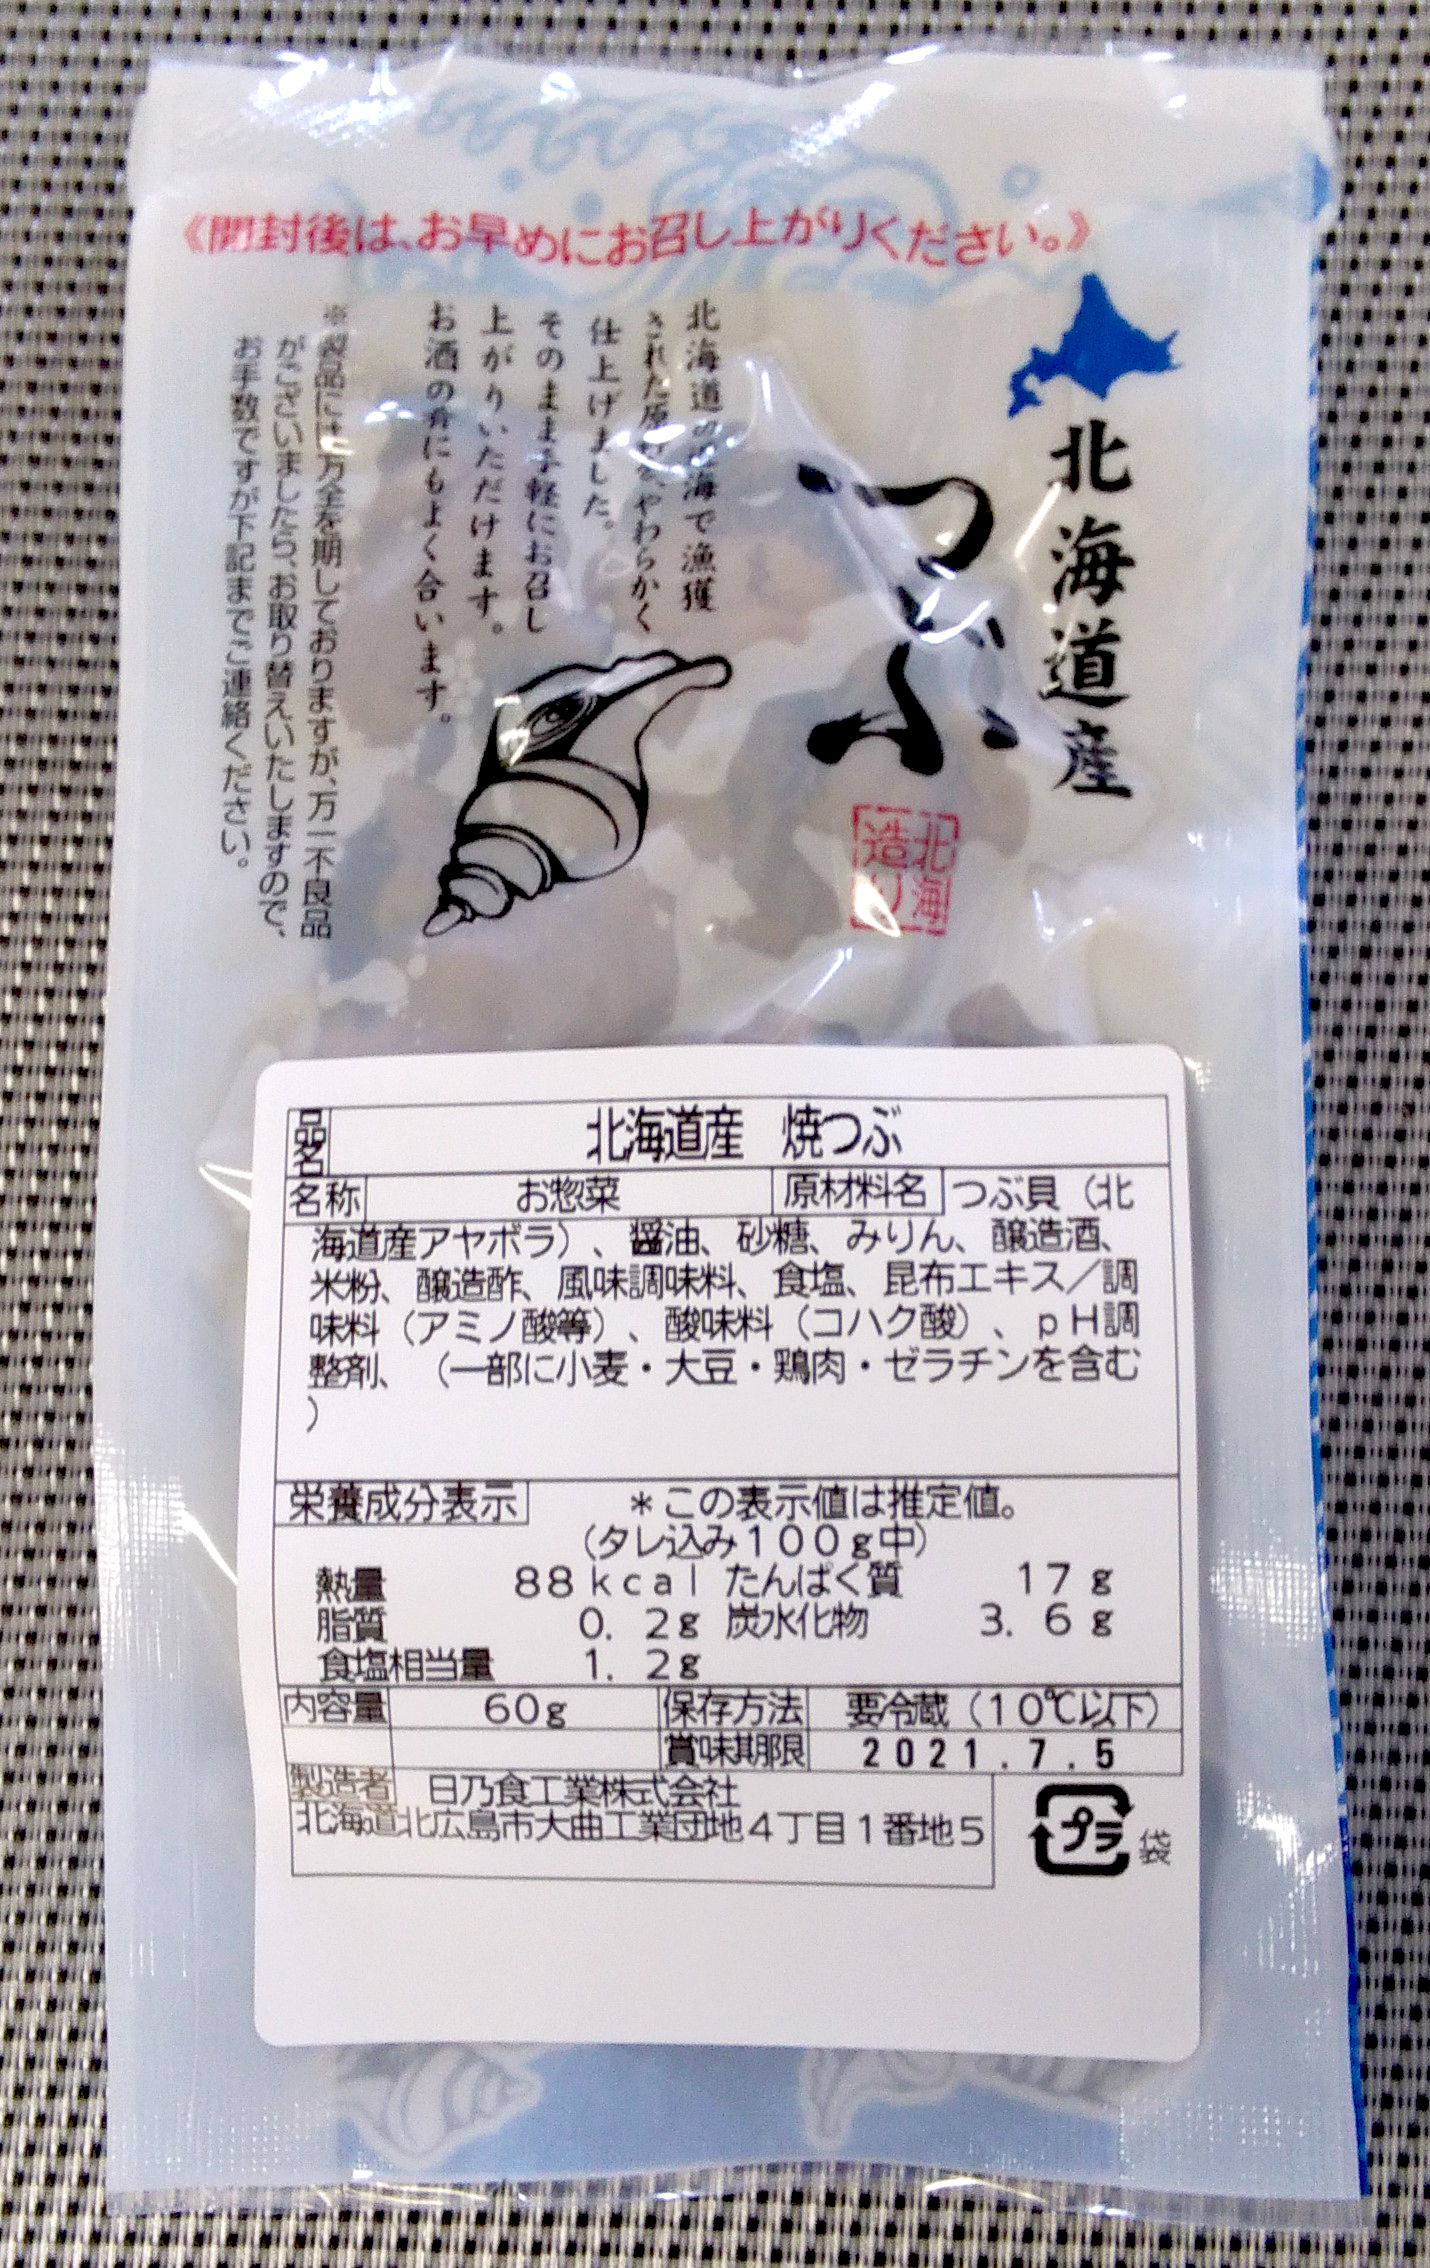 《開封後は、お早めにお召し上がりください。》
北海道産
つぶ
北海
造り
北海道の海で漁獲
された原料をやわらかく
仕上げました。
そのまま手軽にお召し
上がりいただけます。
お酒の肴にもよく合います。
※製品には万全を期しておりますが、万一不良品
がございましたら、お取り替えいたしますので、
お手数ですが下記までご連絡ください。
品名 北海道産 焼つぶ
名称 お惣菜 原材料名 つぶ貝（北
海道産アヤボラ）、醤油、砂糖、みりん、醸造酒、
米粉、醸造酢、風味調味料、食塩、昆布エキス／調
味料（アミノ酸等）、酸味料（コハク酸）、ｐＨ調
整剤、（一部に小麦・大豆・鶏肉・ゼラチンを含む
）
栄養成分表示 ＊この表示値は推定値。
（タレ込み１００ｇ中）
熱量 88kcal たんぱく質 17g
脂質 0.2g 炭水化物 3.6g
食塩相当量 1.2g
内容量 60g 保存方法 要冷蔵（10℃以下）
賞味期限 2021.7.5
製造者 日乃食工業株式会社
北海道北広島市大曲工業団地４丁目１番地５
プラ 袋